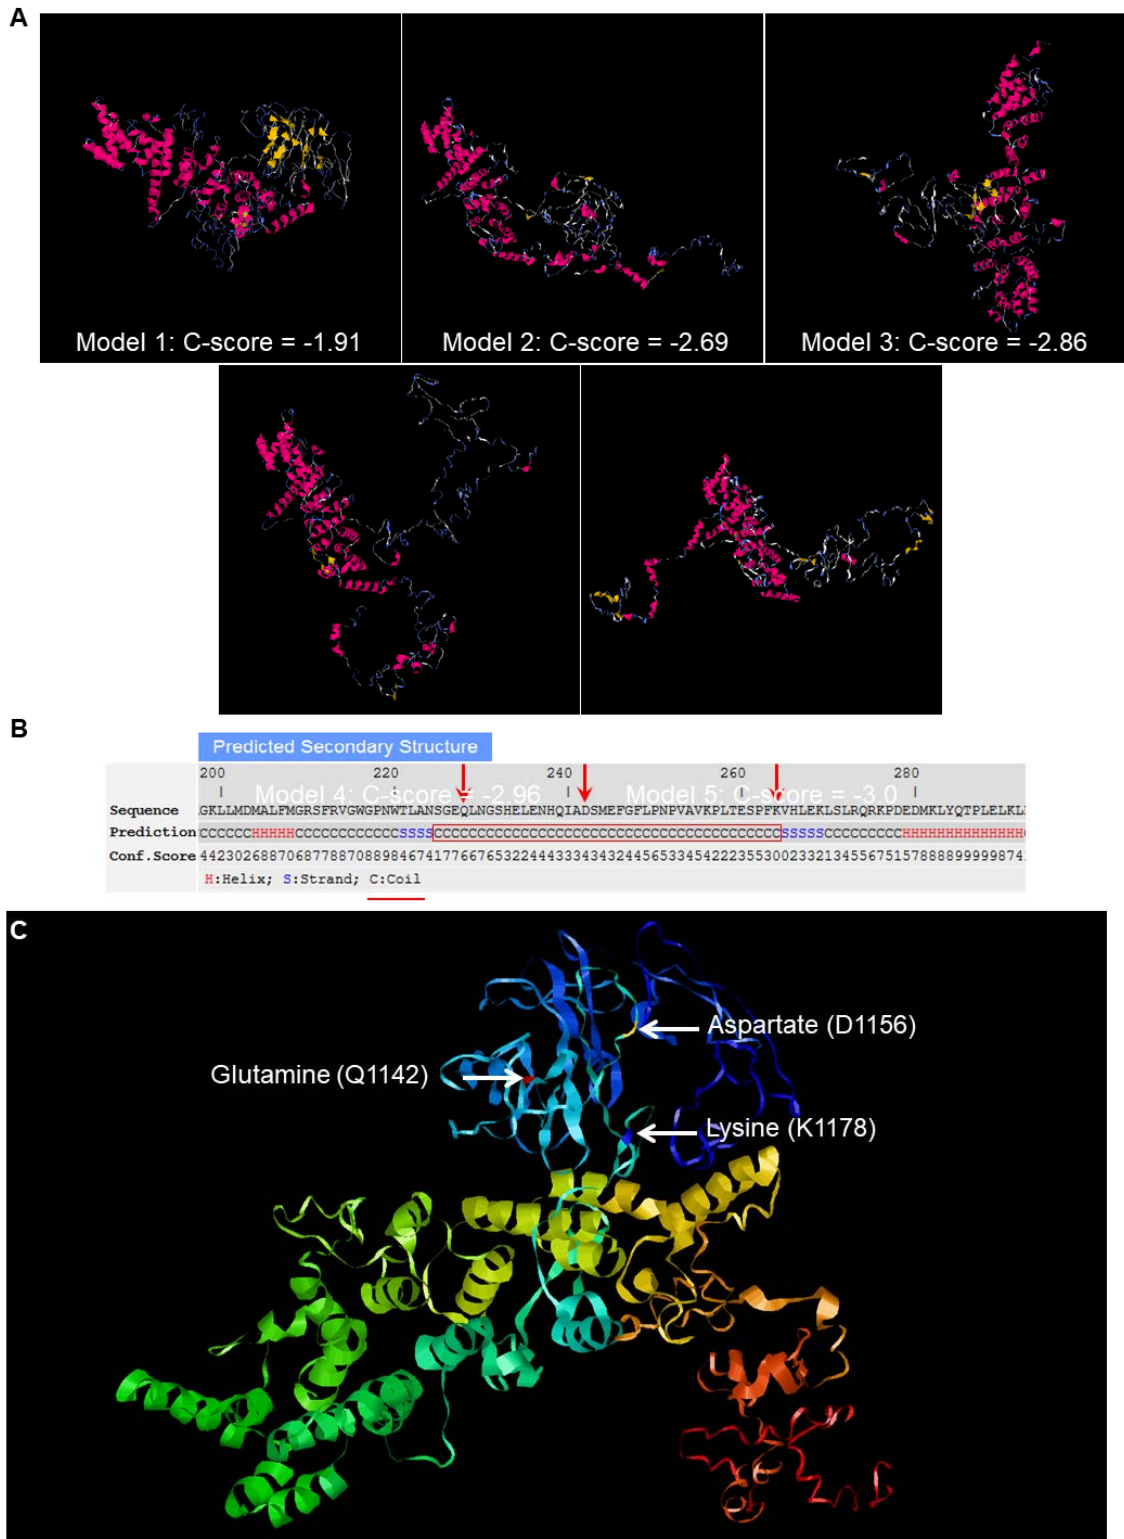 A
Model 1: C-score = -1.91
Model 2: C-score = -2.69
Model 3: C-score = -2.86
B
Predicted Secondary Structure
200 220 240 260 280
Model 4: C-score = -2.96
Model 5: C-score = -3.0
Sequence GKLLMDMALFMGRSFRVGWGPNWTLANSGEQLNGSHELENHQIADSMEFGFLPNPVAVKPLTESPFKVHLEKLSLRQRKPDEDMKLYQTPLELKL
Prediction CCCCCCHHHHHCCCCCCCCCCCCSSSSCCCCCCCCCCCCCCCCCCCCCCCCCCCCCCCCCCCCCCCCSSSSSCCCCCCCCCHHHHHHHHHHHHHH
Conf.Score 4423026887068778870889846741776676532244433343443244565334542223553002332134556751578888999998 74
H:Helix; S:Strand; C:Coil
C
Aspartate (D1156)
Glutamine (Q1142)
Lysine (K1178)